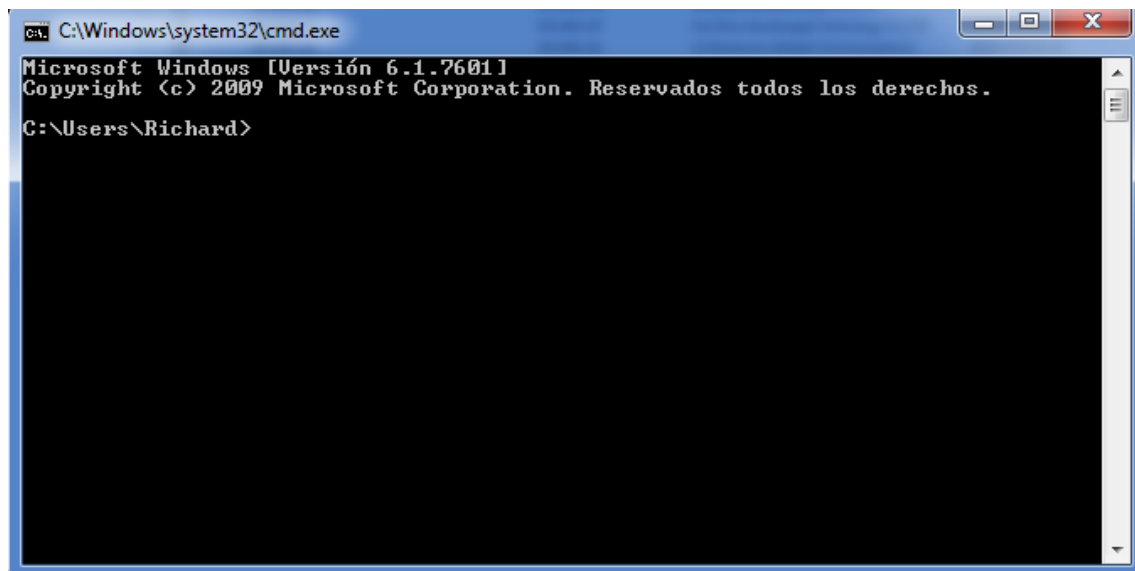 C:\Windows\system32\cmd.exe
Microsoft Windows [Versión 6.1.7601]
Copyright (c) 2009 Microsoft Corporation. Reservados todos los derechos.
C:\Users\Richard>